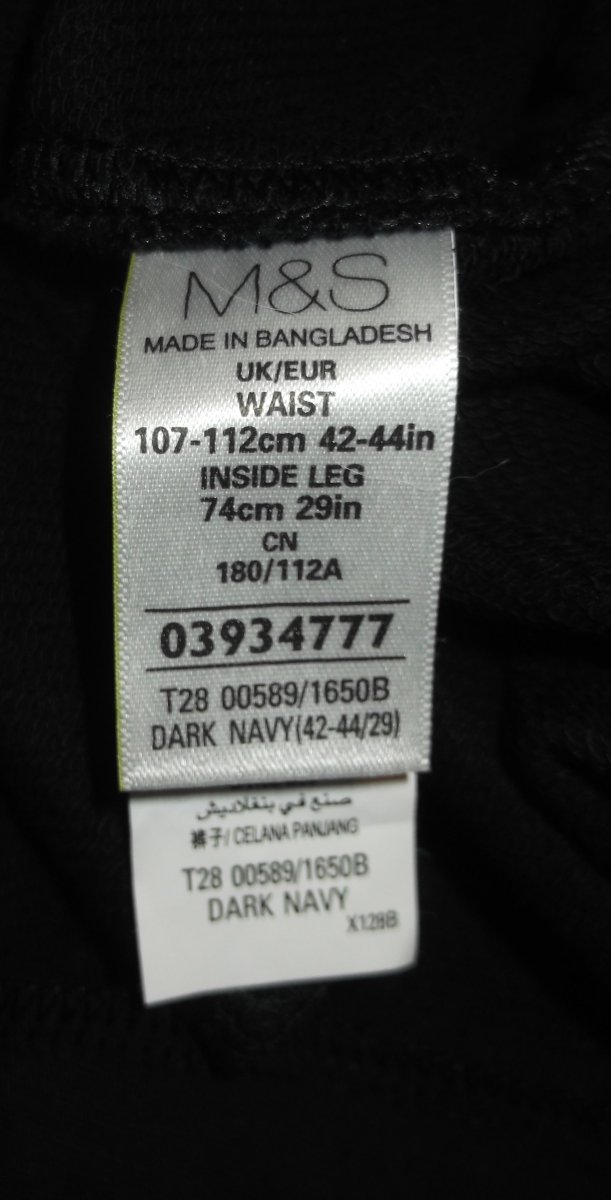 M&S
MADE IN BANGLADESH
UK/EUR
WAIST
107-112cm 42-44in
INSIDE LEG
74cm 29in
CN
180/112A
03934777
T28 00589/1650B
DARK NAVY(42-44/29)
صنع في بنغلاديش
裤子/ CELANA PANJANG
T28 00589/1650B
DARK NAVY
X128B